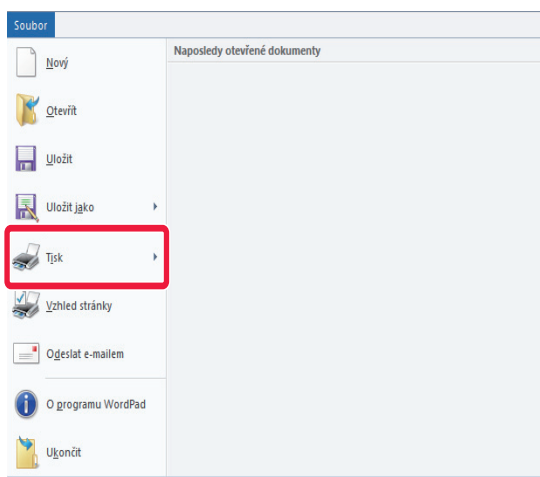 Soubor
Naposledy otevřené dokumenty
Nový
Otevřít
Uložit
Uložit jako
Tisk
Vzhled stránky
Odeslat e-mailem
O programu WordPad
Ukončit